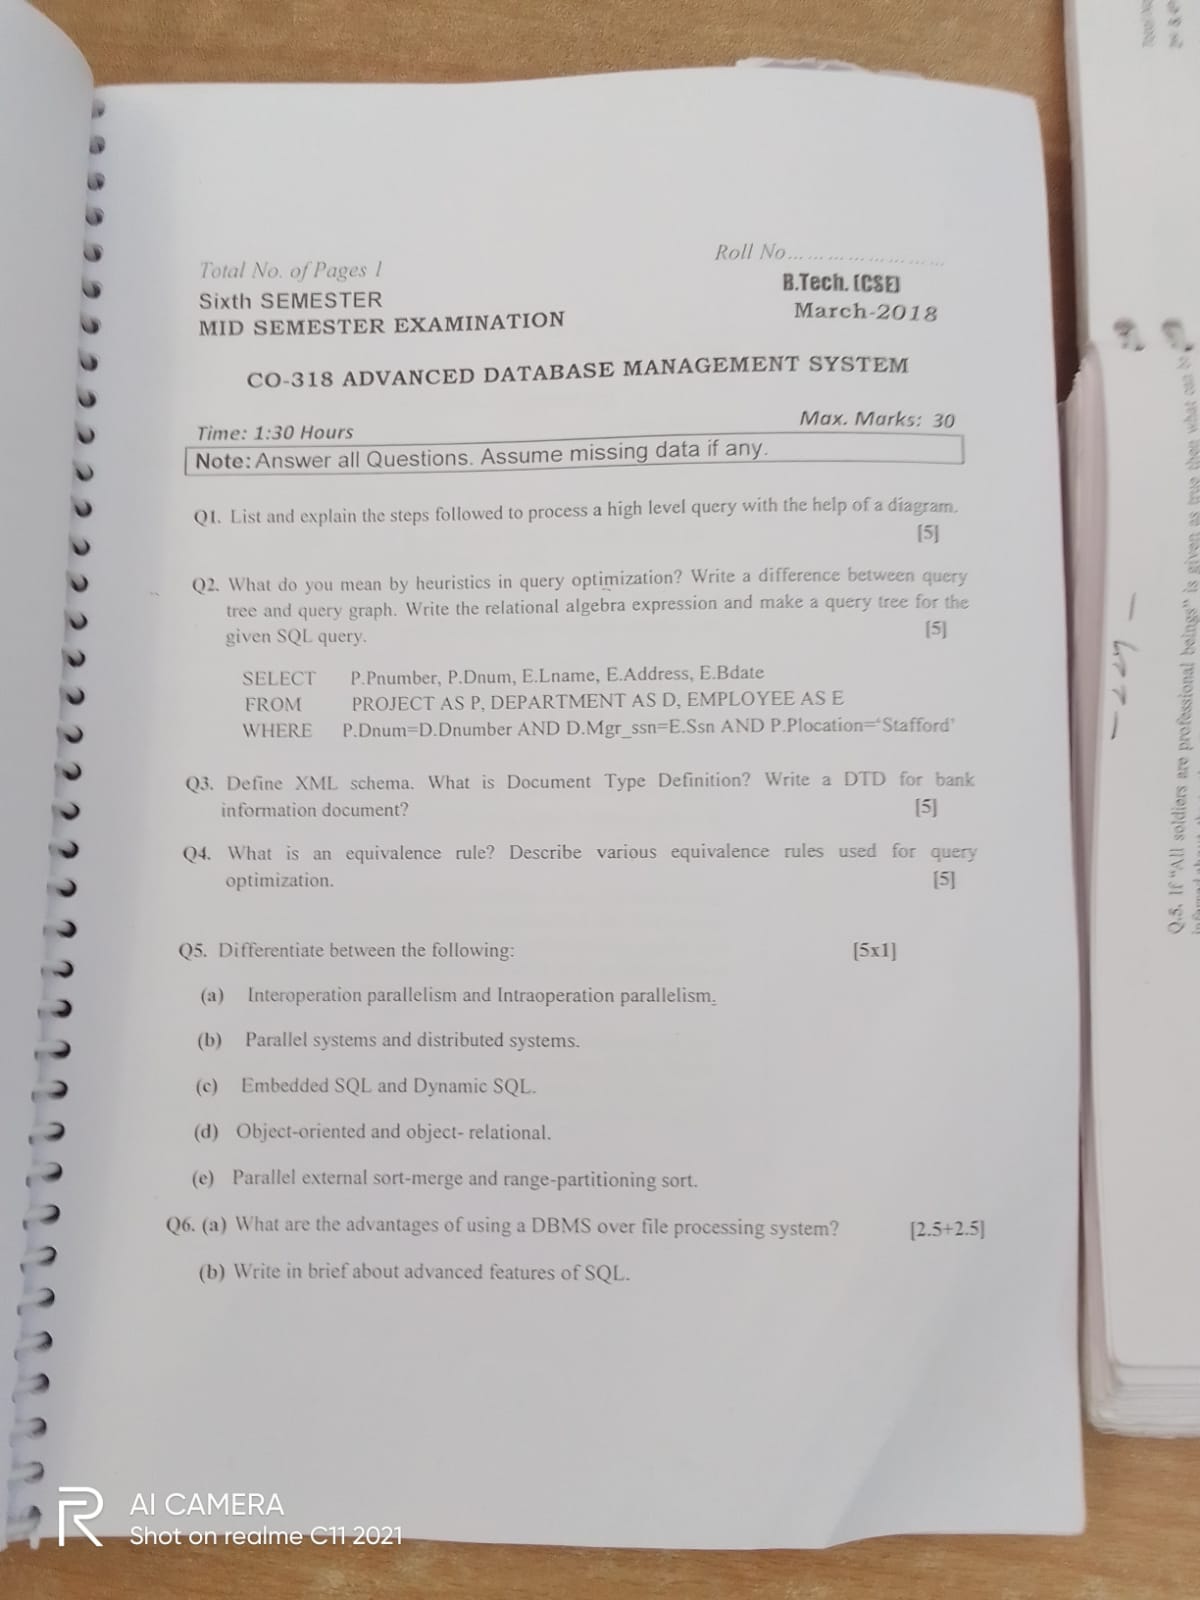 Total No. of Pages 1
Roll No.......................
Sixth SEMESTER
B.Tech. (CSE)
MID SEMESTER EXAMINATION
March-2018
CO-318 ADVANCED DATABASE MANAGEMENT SYSTEM
Time: 1:30 Hours
Max. Marks: 30
Note: Answer all Questions. Assume missing data if any.
Q1. List and explain the steps followed to process a high level query with the help of a diagram.
[5]
Q2. What do you mean by heuristics in query optimization? Write a difference between query
tree and query graph. Write the relational algebra expression and make a query tree for the
given SQL query. [5]
SELECT P.Pnumber, P.Dnum, E.Lname, E.Address, E.Bdate
FROM PROJECT AS P, DEPARTMENT AS D, EMPLOYEE AS E
WHERE P.Dnum=D.Dnumber AND D.Mgr_ssn=E.Ssn AND P.Plocation=‘Stafford’
Q3. Define XML schema. What is Document Type Definition? Write a DTD for bank
information document? [5]
Q4. What is an equivalence rule? Describe various equivalence rules used for query
optimization. [5]
Q5. Differentiate between the following: [5x1]
(a) Interoperation parallelism and Intraoperation parallelism.
(b) Parallel systems and distributed systems.
(c) Embedded SQL and Dynamic SQL.
(d) Object-oriented and object- relational.
(e) Parallel external sort-merge and range-partitioning sort.
Q6. (a) What are the advantages of using a DBMS over file processing system? [2.5+2.5]
(b) Write in brief about advanced features of SQL.
Q.5. If "All soldiers are professional beings" is given as true then what can be
AI CAMERA
Shot on realme C11 2021